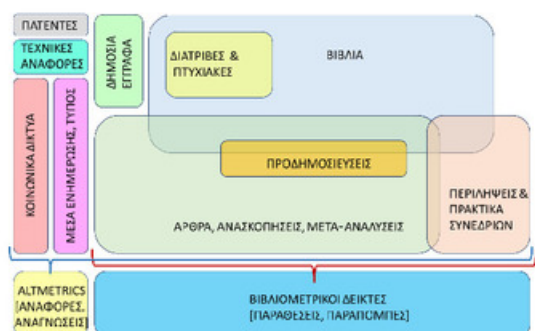 ΠΑΤΕΝΤΕΣ
ΤΕΧΝΙΚΕΣ
ΑΝΑΦΟΡΕΣ
ΔΗΜΟΣΙΑ
ΕΓΓΡΑΦΑ
ΔΙΑΤΡΙΒΕΣ &
ΠΤΥΧΙΑΚΕΣ
ΒΙΒΛΙΑ
ΚΟΙΝΩΝΙΚΑ ΔΙΚΤΥΑ
ΜΕΣΑ ΕΝΗΜΕΡΩΣΗΣ, ΤΥΠΟΣ
ΠΡΟΔΗΜΟΣΙΕΥΣΕΙΣ
ΑΡΘΡΑ, ΑΝΑΣΚΟΠΗΣΕΙΣ, ΜΕΤΑ- ΑΝΑΛΥΣΕΙΣ
ΠΕΡΙΛΗΨΕΙΣ &
ΠΡΑΚΤΙΚΑ
ΣΥΝΕΔΡΙΩΝ
ALTMETRICS
[ΑΝΑΦΟΡΕΣ,
ΑΝΑΓΝΩΣΕΙΣ]
ΒΙΒΛΙΟΜΕΤΡΙΚΟΙ ΔΕΙΚΤΕΣ
[ΠΑΡΑΘΕΣΕΙΣ, ΠΑΡΑΠΟΜΠΕΣ]